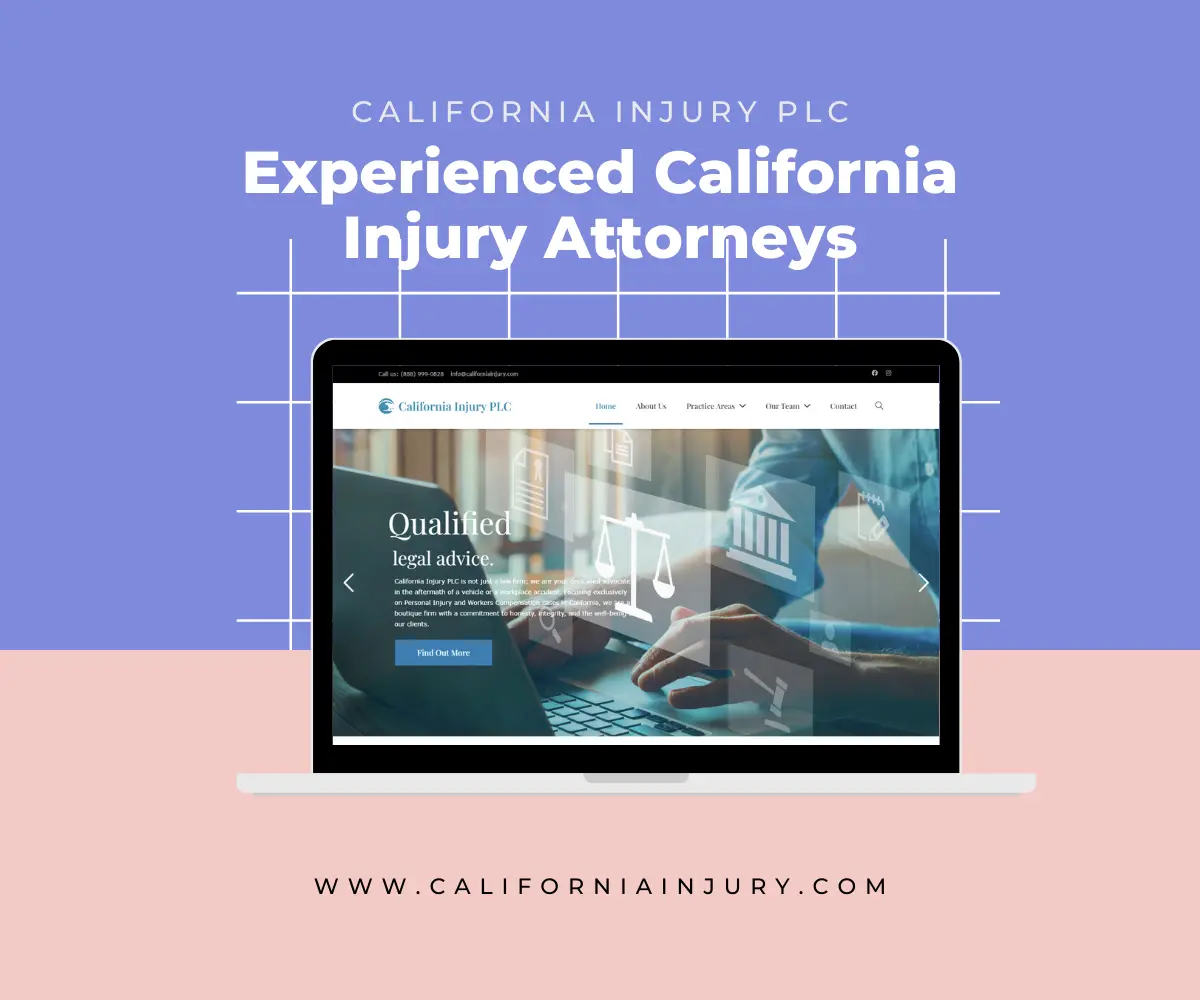 CALIFORNIA INJURY PLC
Experienced California
Injury Attorneys
Call us: (888) 999-0828 info@californiainjury.com
California Injury PLC
Home About Us Practice Areas Our Team Contact
Qualified
legal advice.
California Injury PLC is not just a law firm; we are your dedicated advocate
in the aftermath of a vehicle or a workplace accident. Focusing exclusively
on Personal Injury and Workers Compensation cases in California, we are a
boutique firm with a commitment to honesty, integrity, and the well-being of
our clients.
Find Out More
WWW.CALIFORNIAINJURY.COM